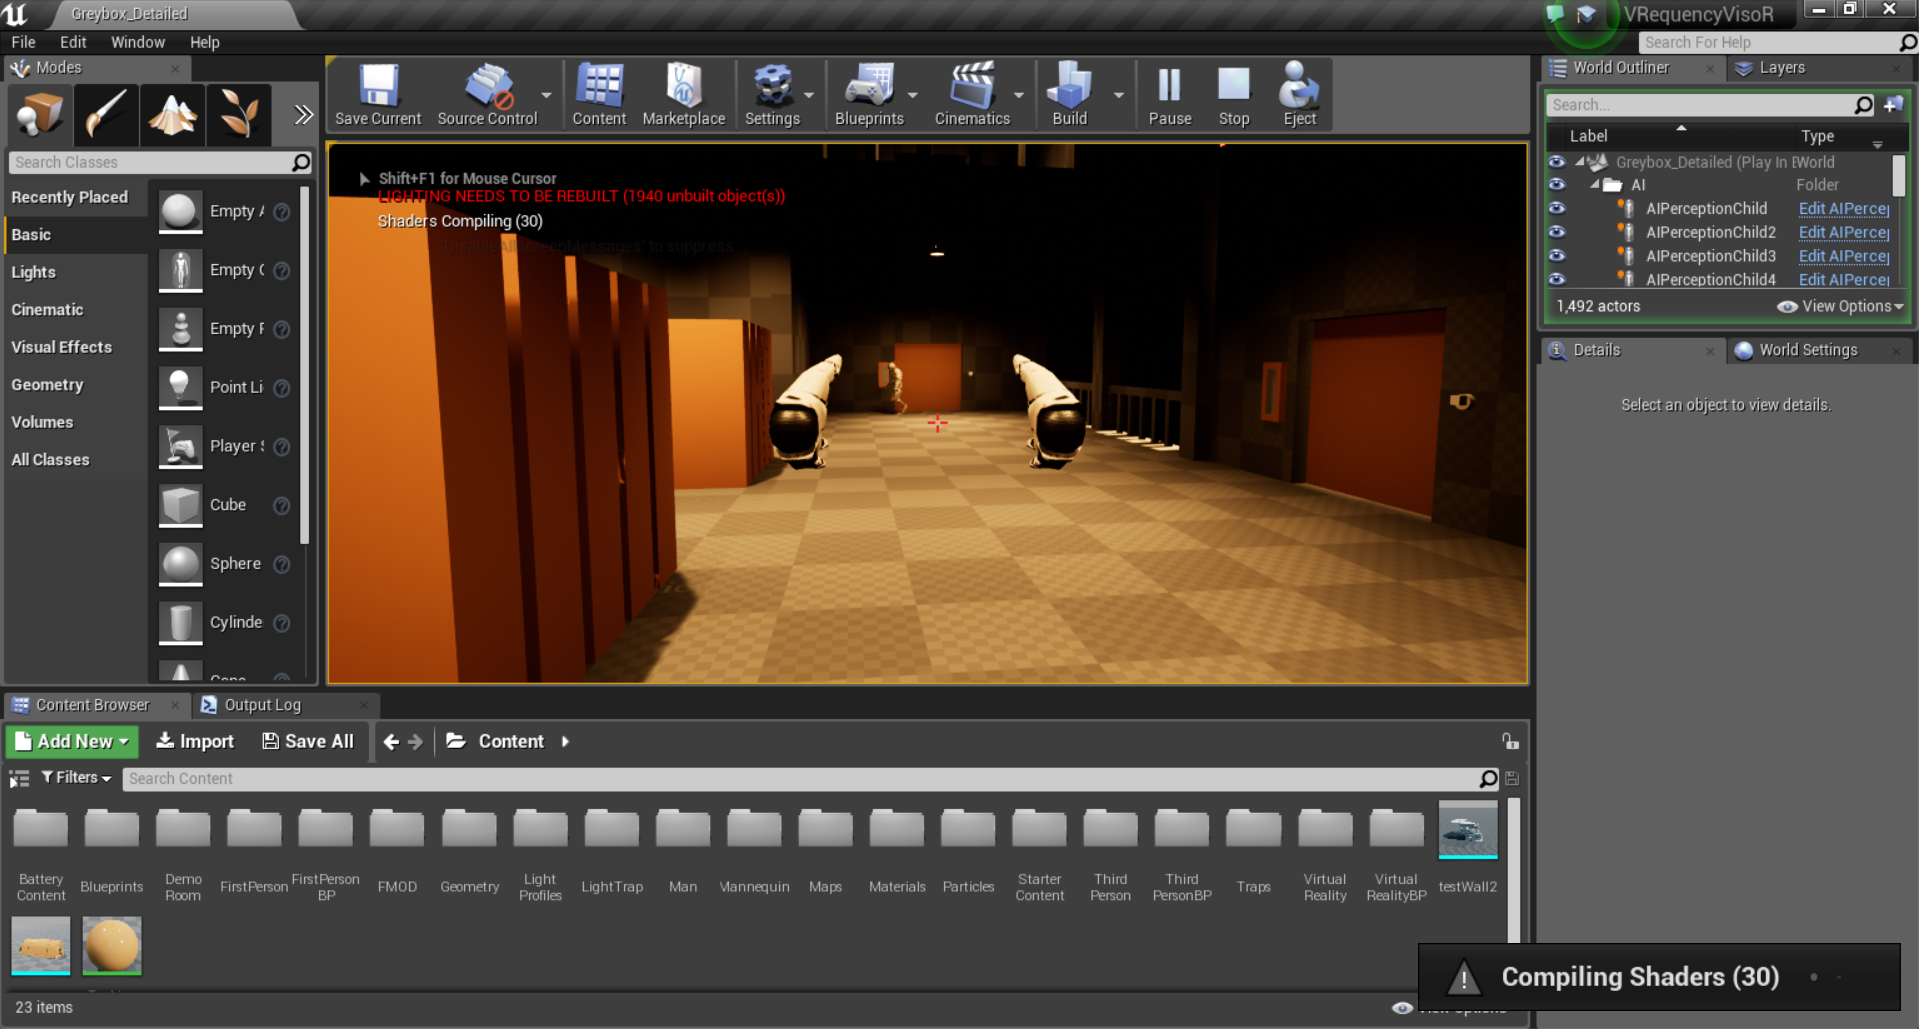 Greybox_Detailed
VRequencyVisoR
File Edit Window Help
Search For Help
Modes
Search Classes
Recently Placed
Basic
Lights
Cinematic
Visual Effects
Geometry
Volumes
All Classes
Empty A
Empty C
Empty P
Point Li
Player S
Cube
Sphere
Cylinde
Cone
Save Current
Source Control
Content
Marketplace
Settings
Blueprints
Cinematics
Build
Pause
Stop
Eject
Shift+F1 for Mouse Cursor
LIGHTING NEEDS TO BE REBUILT (1940 unbuilt object(s))
Shaders Compiling (30)
'DisableAllScreenMessages' to suppress
World Outliner
Layers
Search...
Label
Type
Greybox_Detailed (Play In E World
AI Folder
AIPerceptionChild Edit AIPercep
AIPerceptionChild2 Edit AIPercep
AIPerceptionChild3 Edit AIPercep
AIPerceptionChild4 Edit AIPercep
1,492 actors
View Options
Details
World Settings
Select an object to view details.
Content Browser
Output Log
Add New
Import
Save All
Content
Filters
Search Content
Battery Content
Blueprints
Demo Room
FirstPerson
FirstPerson BP
FMOD
Geometry
Light Profiles
LightTrap
Man
Mannequin
Maps
Materials
Particles
Starter Content
Third Person
Third PersonBP
Traps
Virtual Reality
Virtual RealityBP
testWall2
23 items
View Options
Compiling Shaders (30)